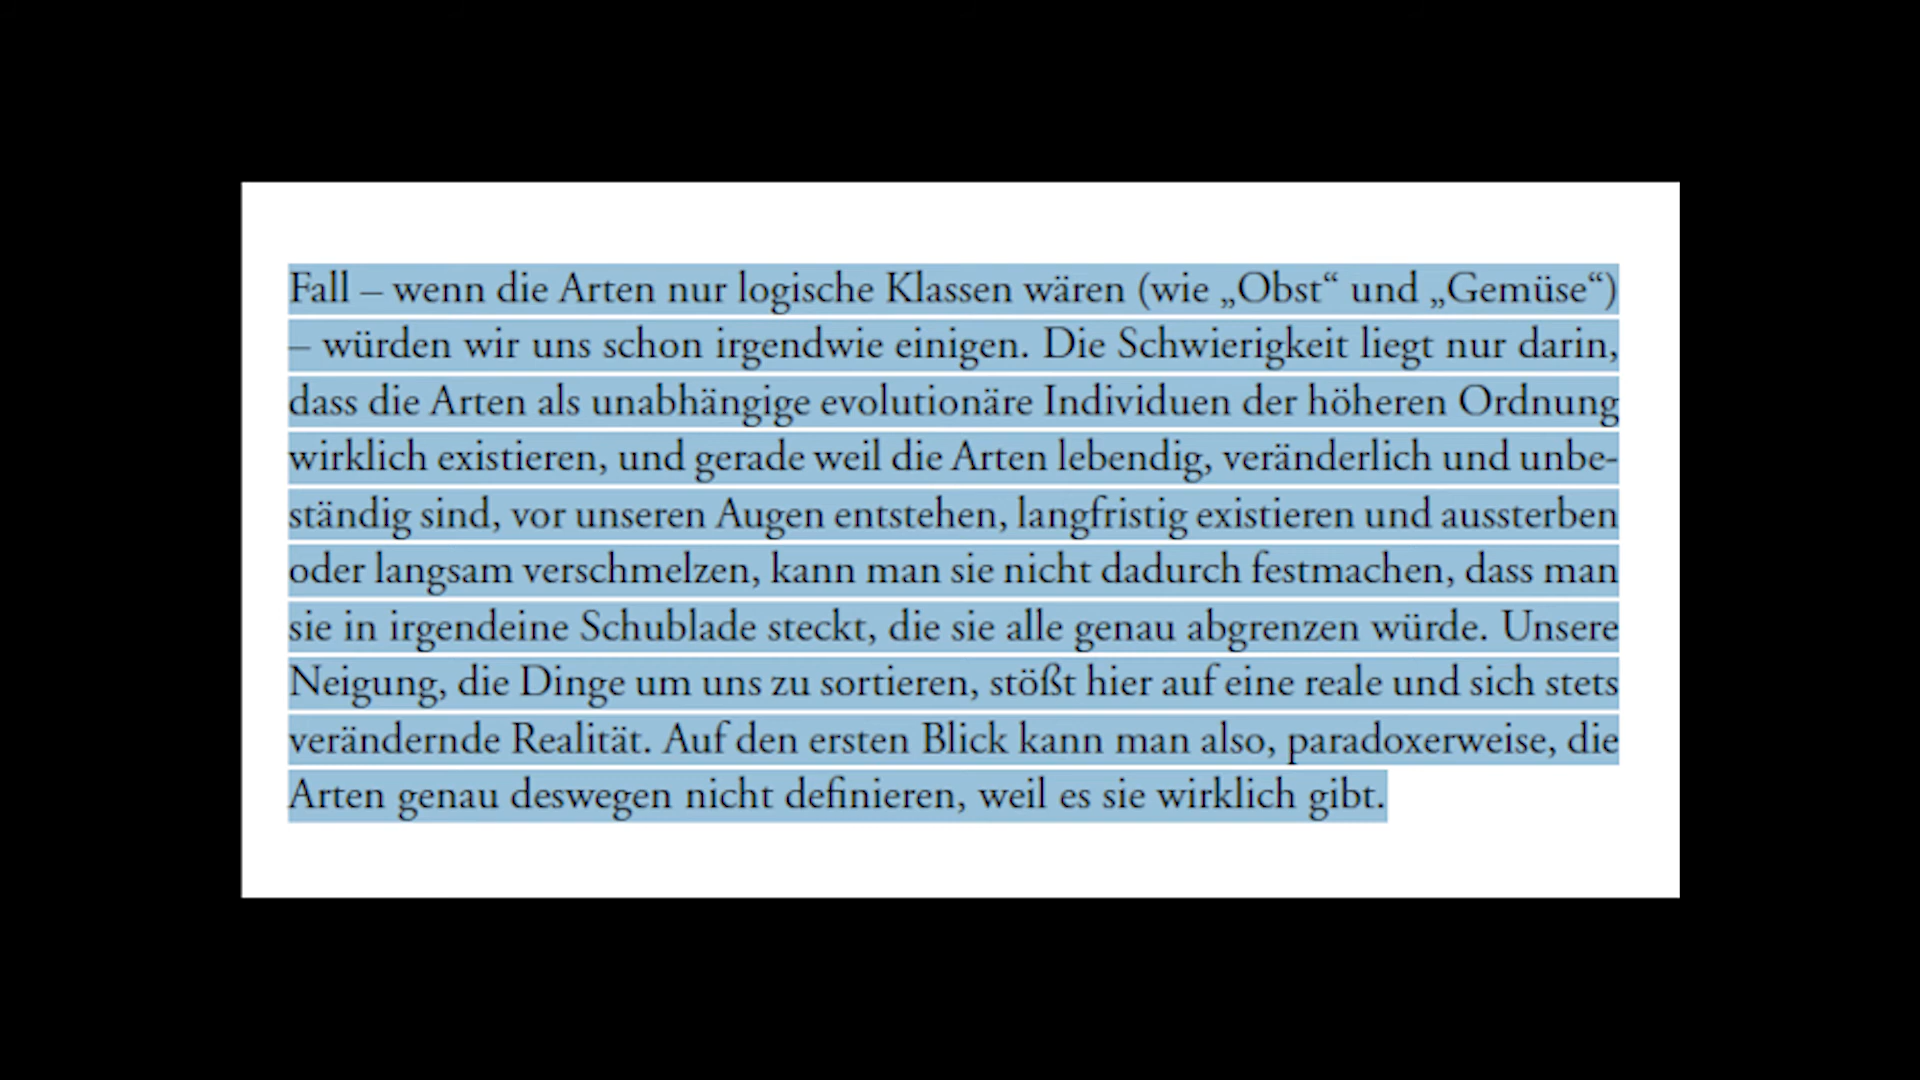 Fall – wenn die Arten nur logische Klassen wären (wie „Obst“ und „Gemüse“)
– würden wir uns schon irgendwie einigen. Die Schwierigkeit liegt nur darin,
dass die Arten als unabhängige evolutionäre Individuen der höheren Ordnung
wirklich existieren, und gerade weil die Arten lebendig, veränderlich und unbe-
ständig sind, vor unseren Augen entstehen, langfristig existieren und aussterben
oder langsam verschmelzen, kann man sie nicht dadurch festmachen, dass man
sie in irgendeine Schublade steckt, die sie alle genau abgrenzen würde. Unsere
Neigung, die Dinge um uns zu sortieren, stößt hier auf eine reale und sich stets
verändernde Realität. Auf den ersten Blick kann man also, paradoxerweise, die
Arten genau deswegen nicht definieren, weil es sie wirklich gibt.